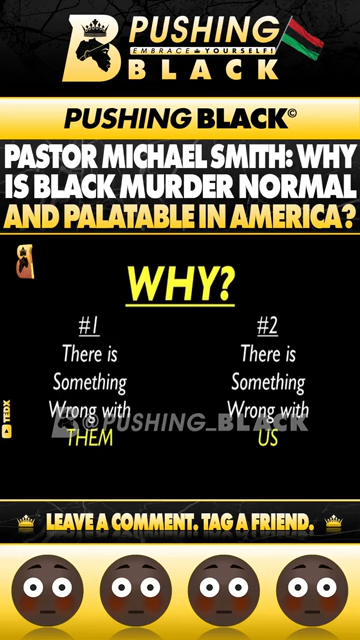 PUSHING
EMBRACE YOURSELF!
BLACK
PUSHING BLACK©
PASTOR MICHAEL SMITH: WHY
IS BLACK MURDER NORMAL
AND PALATABLE IN AMERICA?
WHY?
#1
There is
Something
Wrong with
THEM
#2
There is
Something
Wrong with
US
@PUSHING_BLACK
TEDX
LEAVE A COMMENT. TAG A FRIEND.